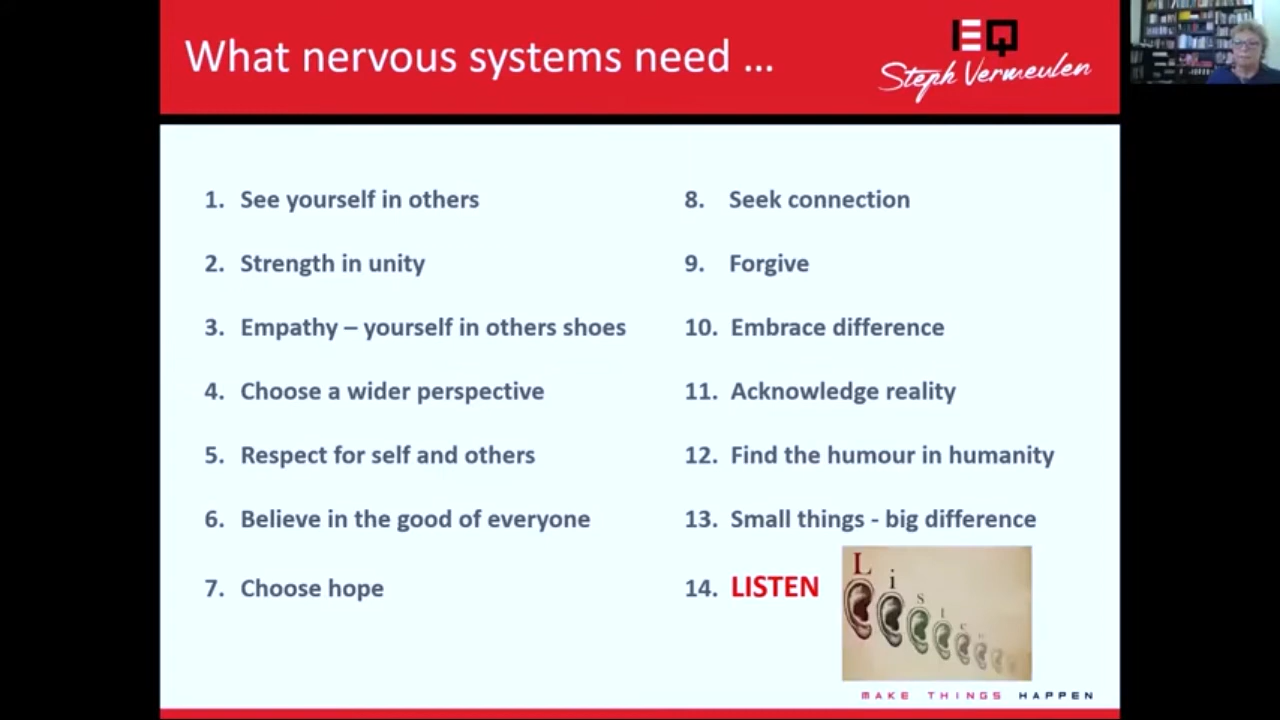 What nervous systems need ...
EQ
Steph Vermeulen
1. See yourself in others
2. Strength in unity
3. Empathy – yourself in others shoes
4. Choose a wider perspective
5. Respect for self and others
6. Believe in the good of everyone
7. Choose hope
8. Seek connection
9. Forgive
10. Embrace difference
11. Acknowledge reality
12. Find the humour in humanity
13. Small things - big difference
14. LISTEN
Listen
MAKE THINGS HAPPEN